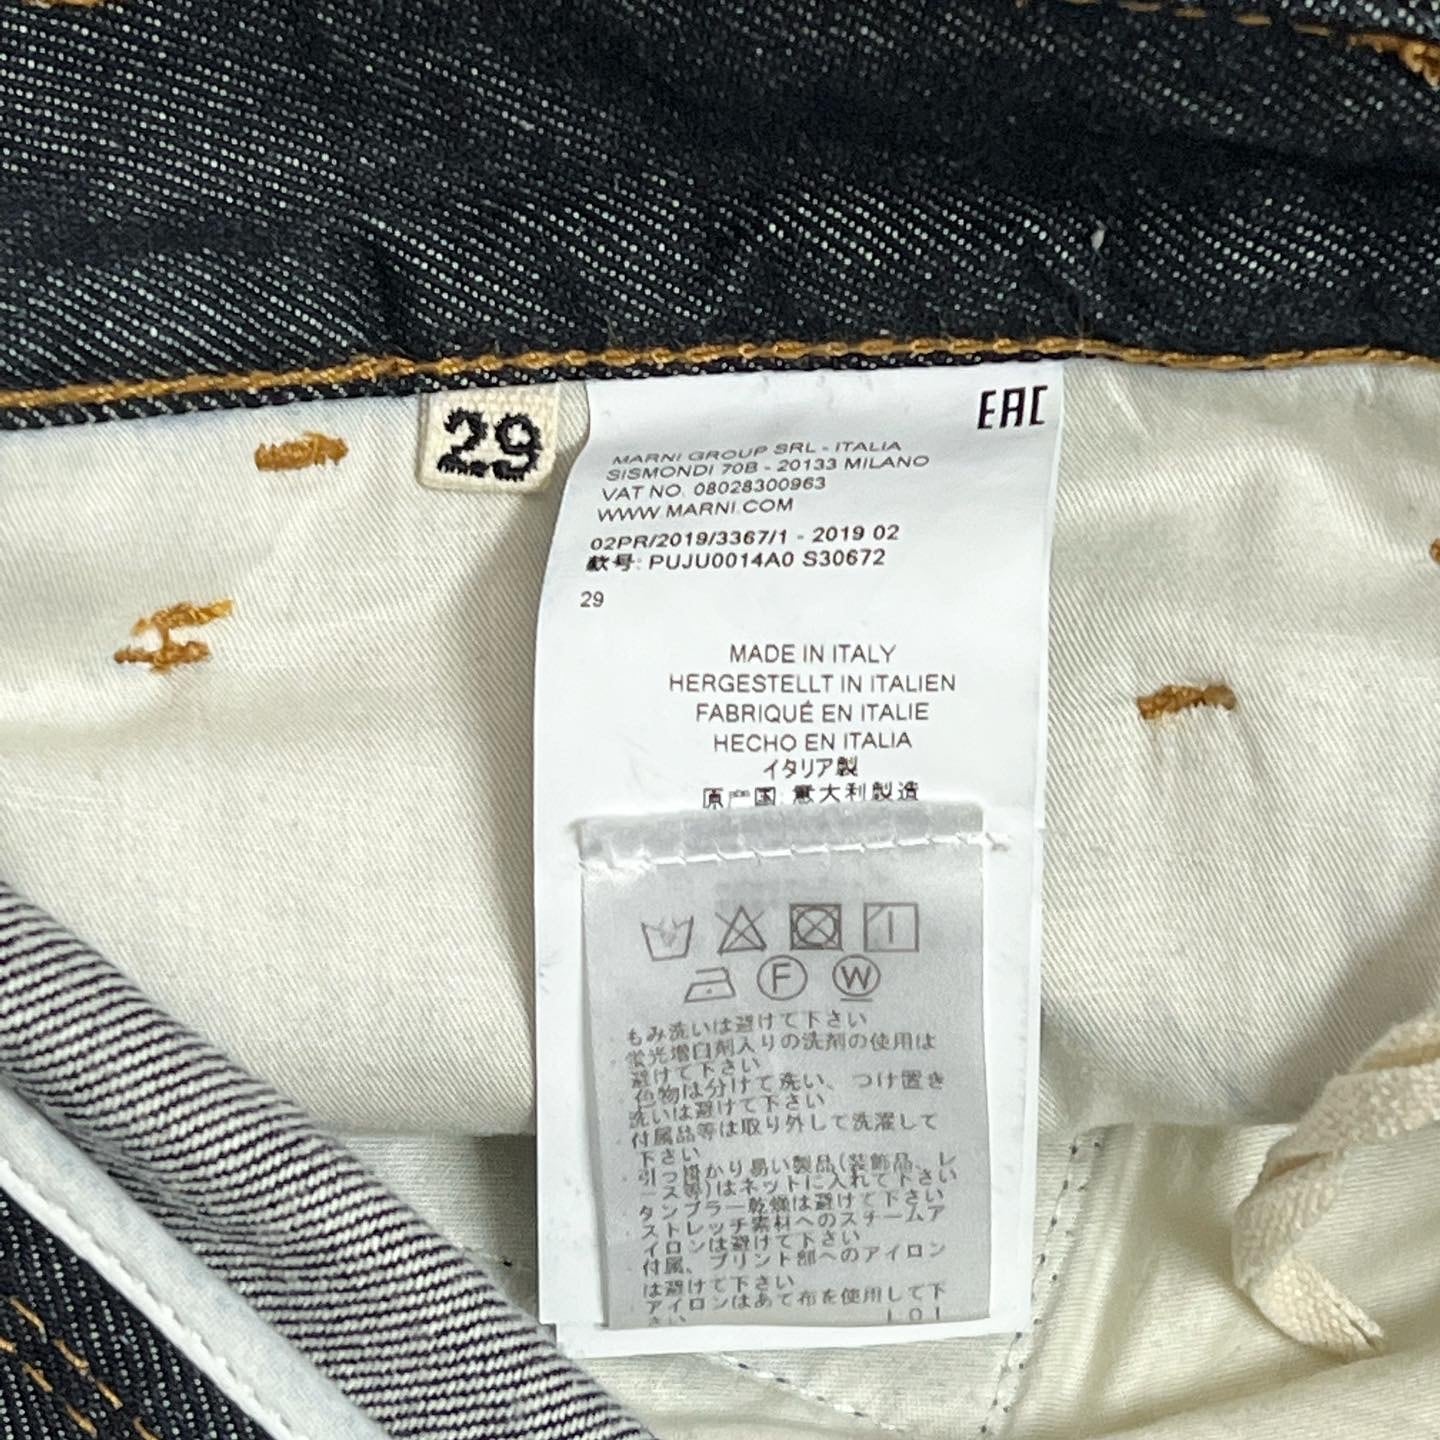 29
EAC
MARNI GROUP SRL - ITALIA
SISMONDI 70B - 20133 MILANO
VAT NO. 08028300963
WWW.MARNI.COM
02PR/2019/3367/1 - 2019 02
款号: PUJU0014A0 S30672
29
MADE IN ITALY
HERGESTELLT IN ITALIEN
FABRIQUÉ EN ITALIE
HECHO EN ITALIA
イタリア製
原产国: 意大利製造
F W
もみ洗いは避けて下さい
蛍光増白剤入りの洗剤の使用は
避けて下さい
色物は分けて洗い、つけ置き
洗いは避けて下さい
付属品等は取り外して洗濯して
下さい
引っ掛かり易い製品(装飾品、レ
ース等)はネットに入れて下さい
タンブラー乾燥は避けて下さい
ストレッチ素材へのスチームア
イロンは避けて下さい
付属、プリント部へのアイロン
は避けて下さい
アイロンはあて布を使用して下
さい